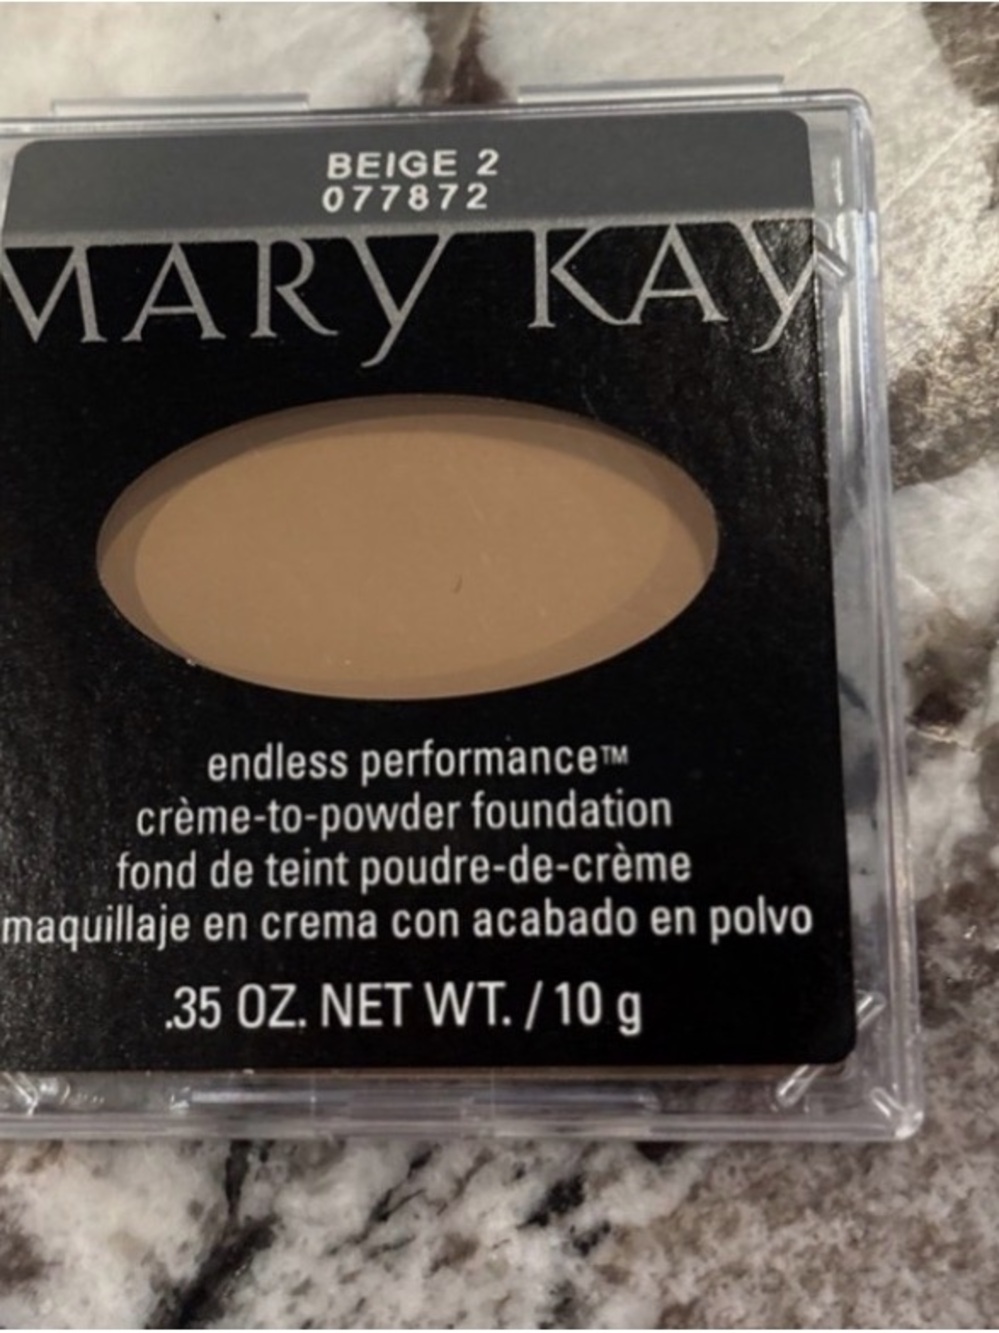 BEIGE 2
077872
MARY KAY
endless performance™
crème-to-powder foundation
fond de teint poudre-de-crème
maquillaje en crema con acabado en polvo
.35 OZ. NET WT. / 10 g